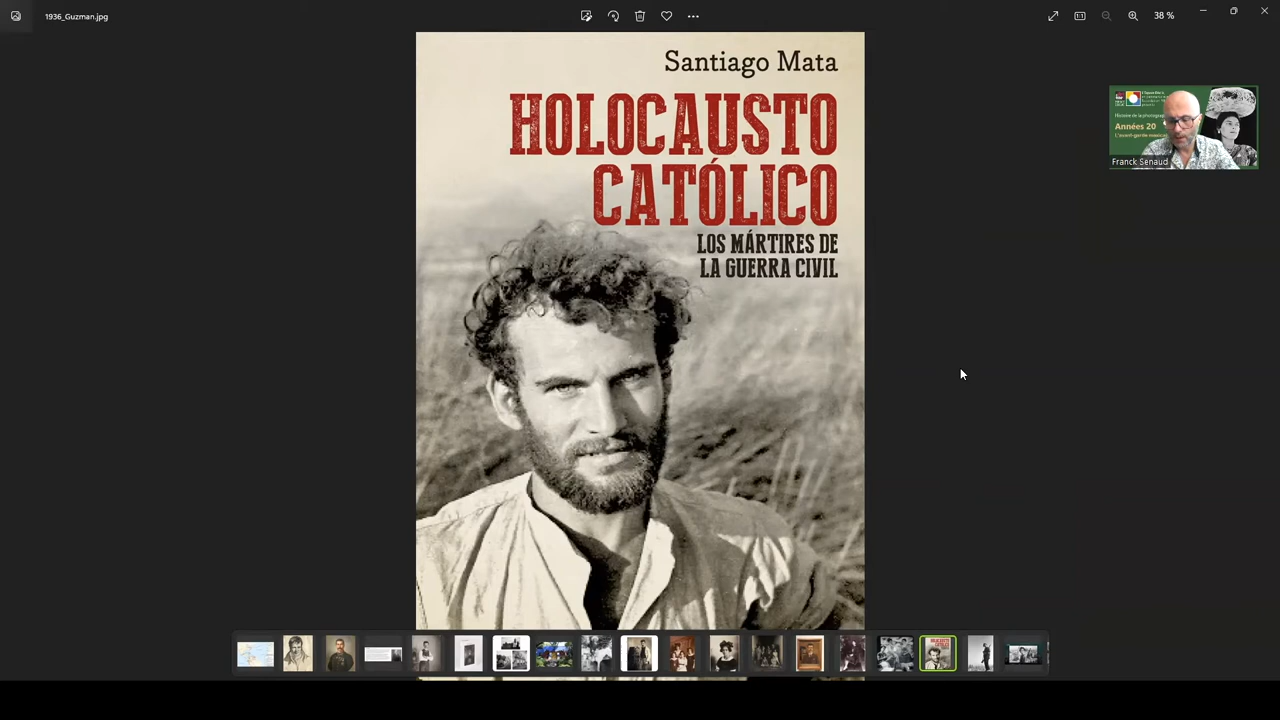 1936_Guzman.jpg
38 %
Santiago Mata
HOLOCAUSTO
CATÓLICO
LOS MÁRTIRES DE
LA GUERRA CIVIL
Années 20
Franck Senaud